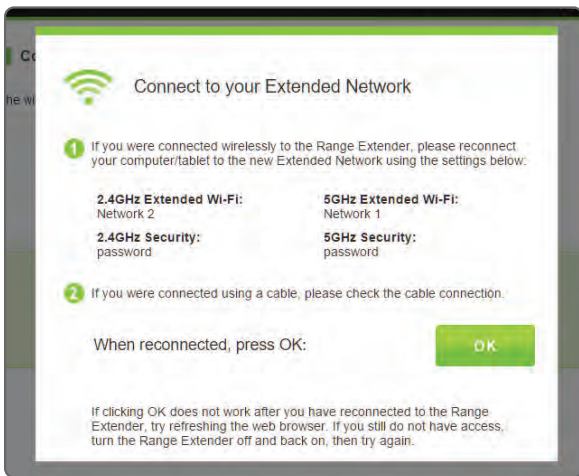 Co
Connect to your Extended Network
he wi
1 If you were connected wirelessly to the Range Extender, please reconnect
your computer/tablet to the new Extended Network using the settings below:
2.4GHz Extended Wi-Fi: 5GHz Extended Wi-Fi:
Network 2 Network 1
2.4GHz Security: 5GHz Security:
password password
2 If you were connected using a cable, please check the cable connection.
When reconnected, press OK: OK
If clicking OK does not work after you have reconnected to the Range
Extender, try refreshing the web browser. If you still do not have access,
turn the Range Extender off and back on, then try again.